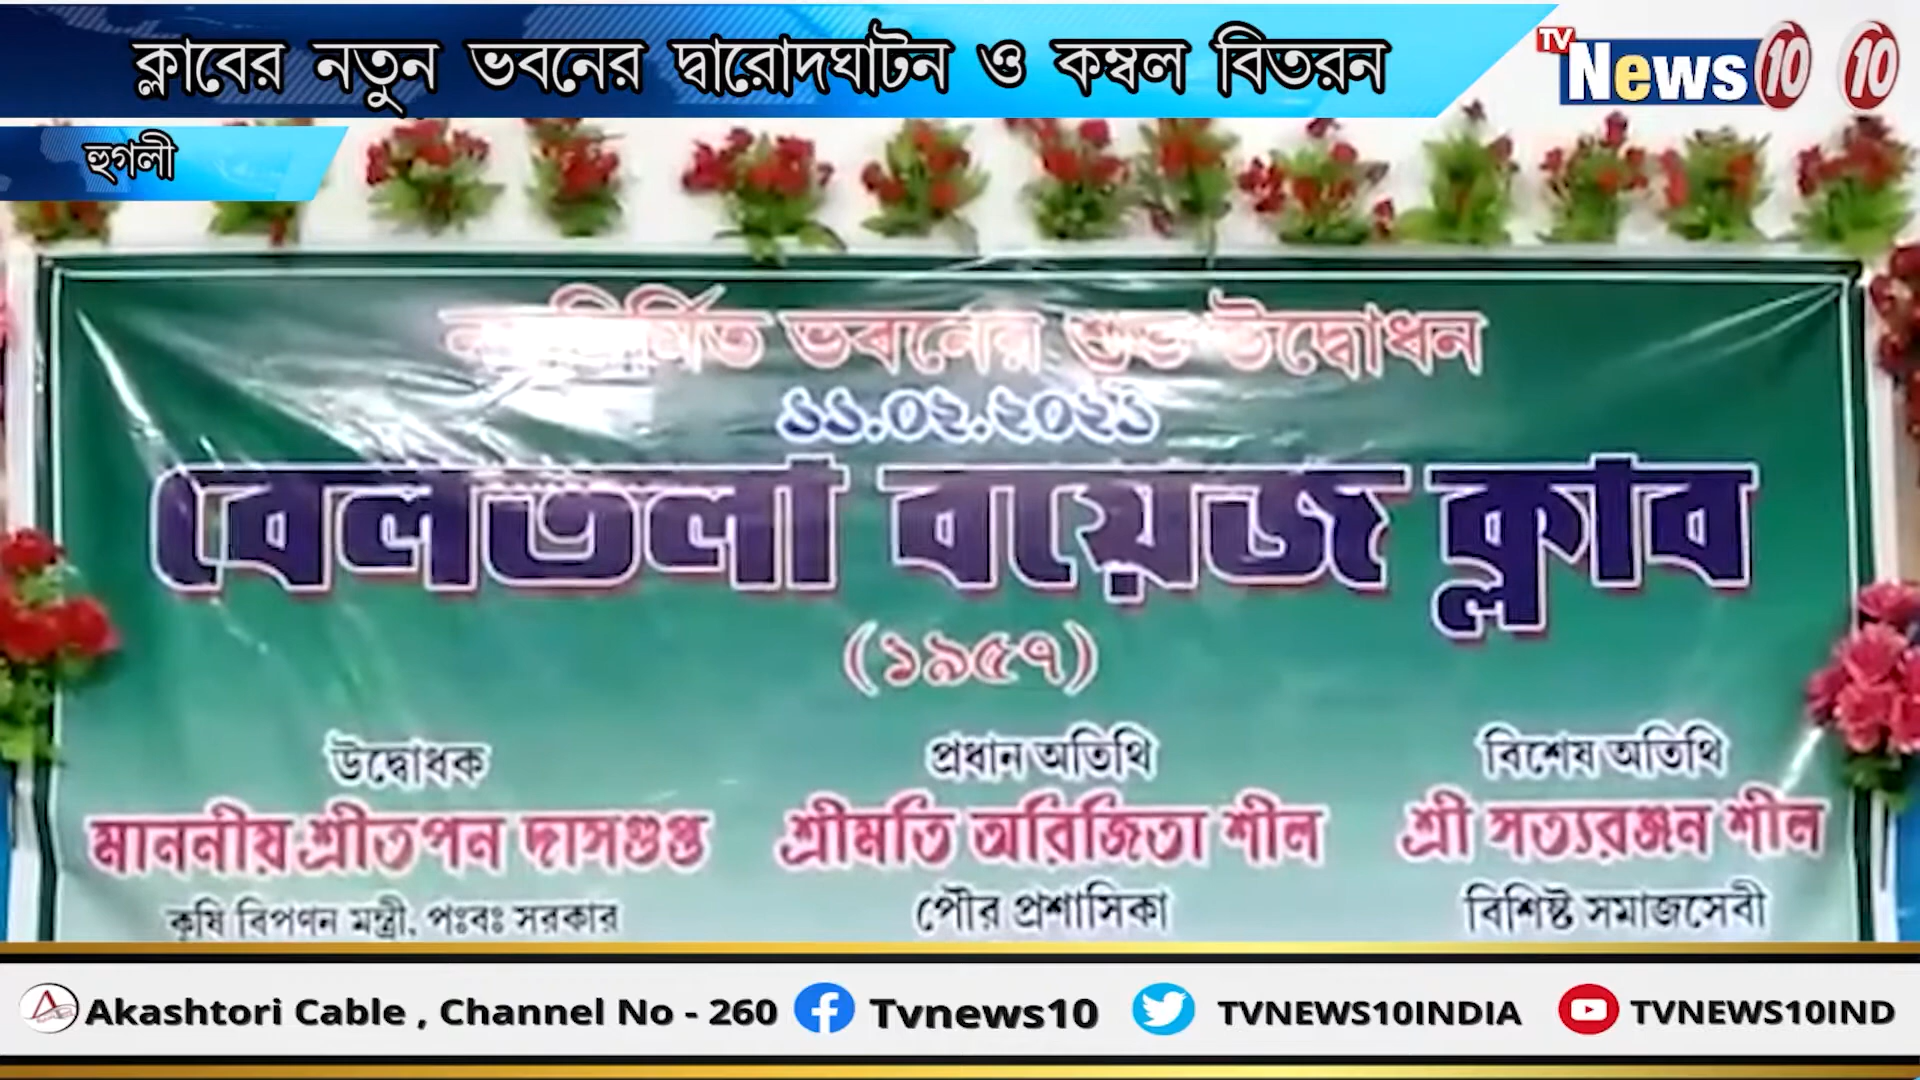 ক্লাবের নতুন ভবনের দ্বারোদঘাটন ও কম্বল বিতরন
TV News 10 10
হুগলী
নবনির্মিত ভবনের শুভ উদ্বোধন
১১.০২.২০২১
বেলতলা বয়েজ ক্লাব
(১৯৫৭)
উদ্বোধক
মাননীয় শ্রীতপন দাসগুপ্ত
কৃষি বিপণন মন্ত্রী, পঃবঃ সরকার
প্রধান অতিথি
শ্রীমতি অরিজিতা শীল
পৌর প্রশাসিকা
বিশেষ অতিথি
শ্রী সত্যরঞ্জন শীল
বিশিষ্ট সমাজসেবী
Akashtori Cable , Channel No - 260 Tvnews10 TVNEWS10INDIA TVNEWS10IND